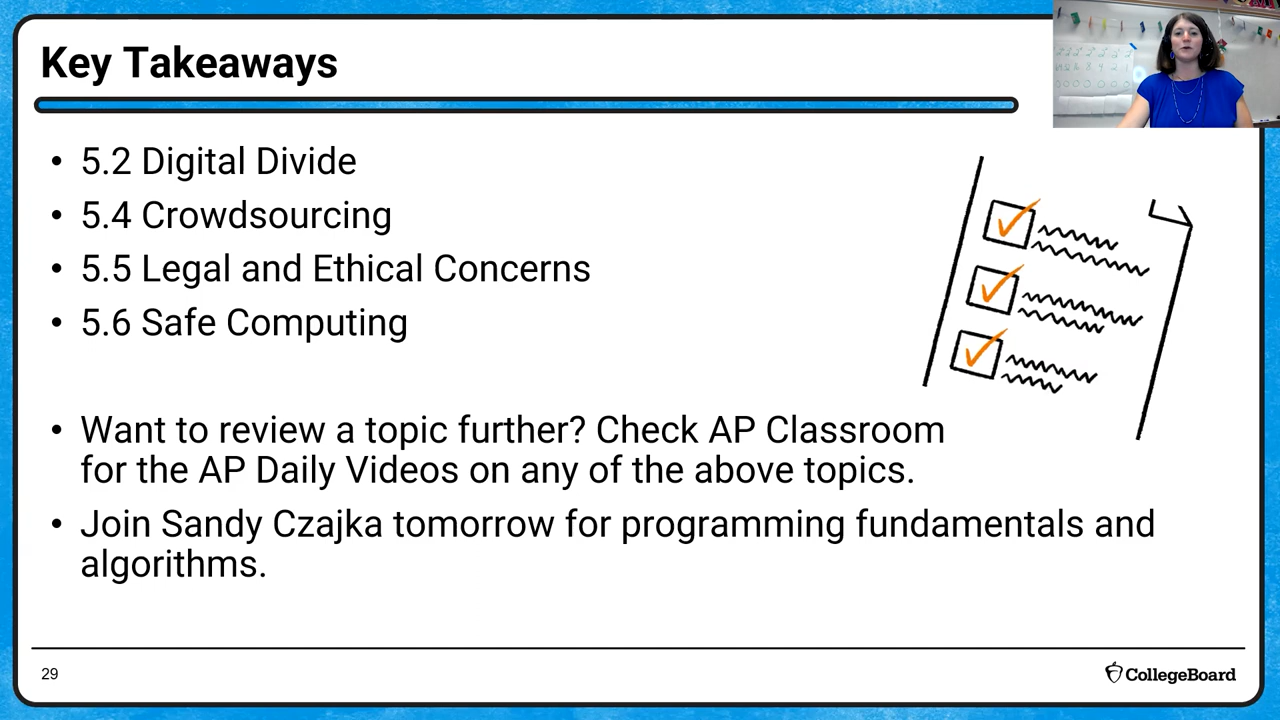 Key Takeaways
• 5.2 Digital Divide
• 5.4 Crowdsourcing
• 5.5 Legal and Ethical Concerns
• 5.6 Safe Computing
• Want to review a topic further? Check AP Classroom
for the AP Daily Videos on any of the above topics.
• Join Sandy Czajka tomorrow for programming fundamentals and
algorithms.
29
CollegeBoard